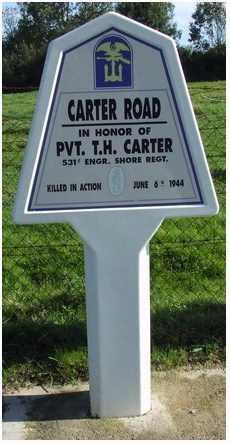 CARTER ROAD
IN HONOR OF
PVT. T.H. CARTER
531st ENGR. SHORE REGT.
KILLED IN ACTION JUNE 6th 1944